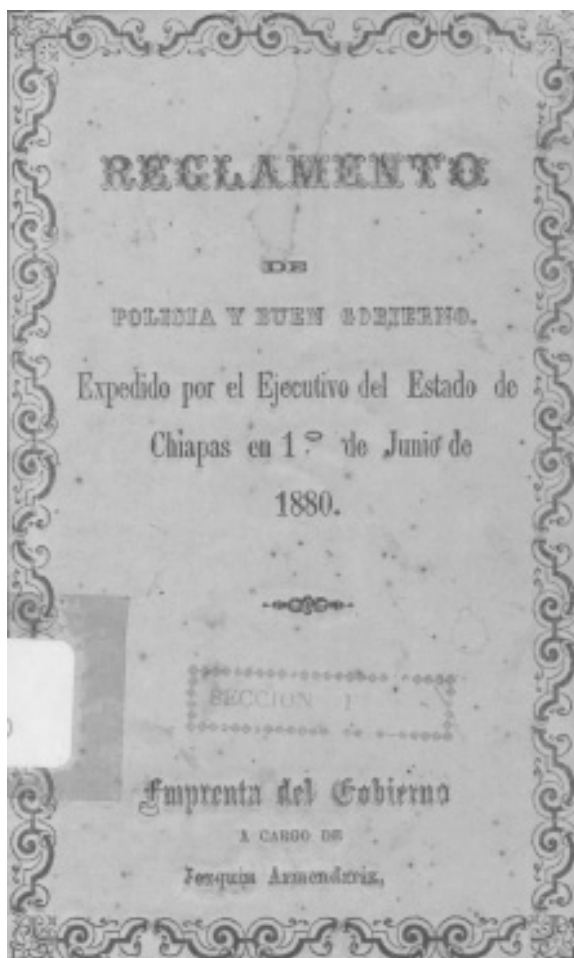 REGLAMENTO
DE
POLICIA Y BUEN GOBIERNO.
Expedido por el Ejecutivo del Estado de
Chiapas en 1º de Junio de
1880.
SECCION
Imprenta del Gobierno
A CARGO DE
Joaquin Armendariz,